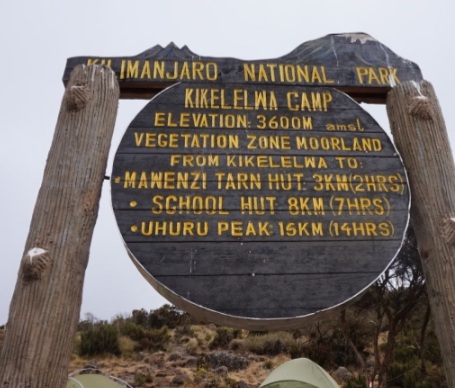 KILIMANJARO NATIONAL PARK
KIKELELWA CAMP
ELEVATION: 3600M amsl
VEGETATION ZONE MOORLAND
FROM KIKELELWA TO:
• MAWENZI TARN HUT: 3KM(2HRS)
• SCHOOL HUT 8KM (7HRS)
• UHURU PEAK: 15KM (14HRS)